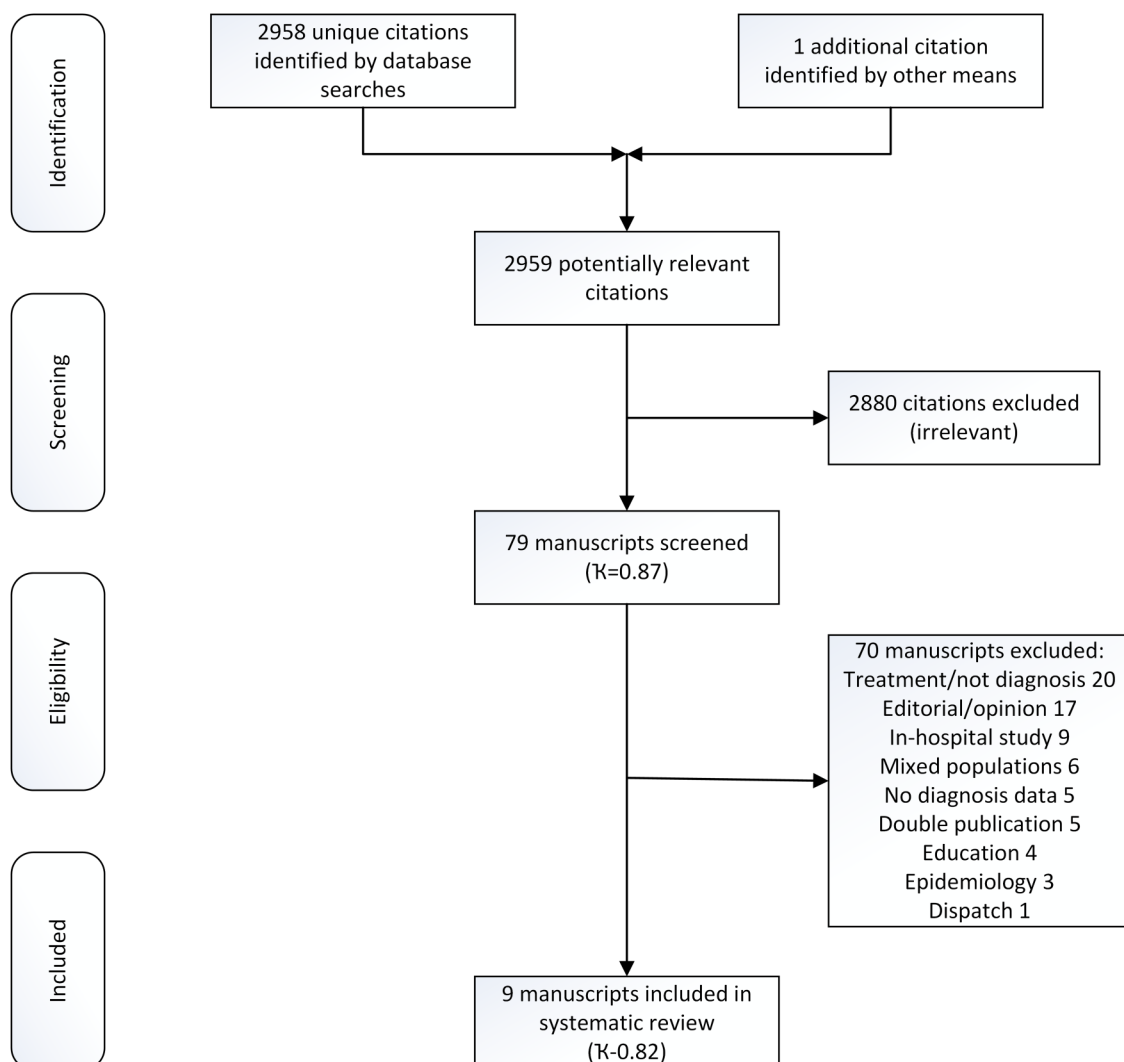 Identification
2958 unique citations
identified by database
searches
1 additional citation
identified by other means
2959 potentially relevant
citations
Screening
2880 citations excluded
(irrelevant)
79 manuscripts screened
(Ҡ=0.87)
Eligibility
70 manuscripts excluded:
Treatment/not diagnosis 20
Editorial/opinion 17
In-hospital study 9
Mixed populations 6
No diagnosis data 5
Double publication 5
Education 4
Epidemiology 3
Dispatch 1
Included
9 manuscripts included in
systematic review
(Ҡ-0.82)